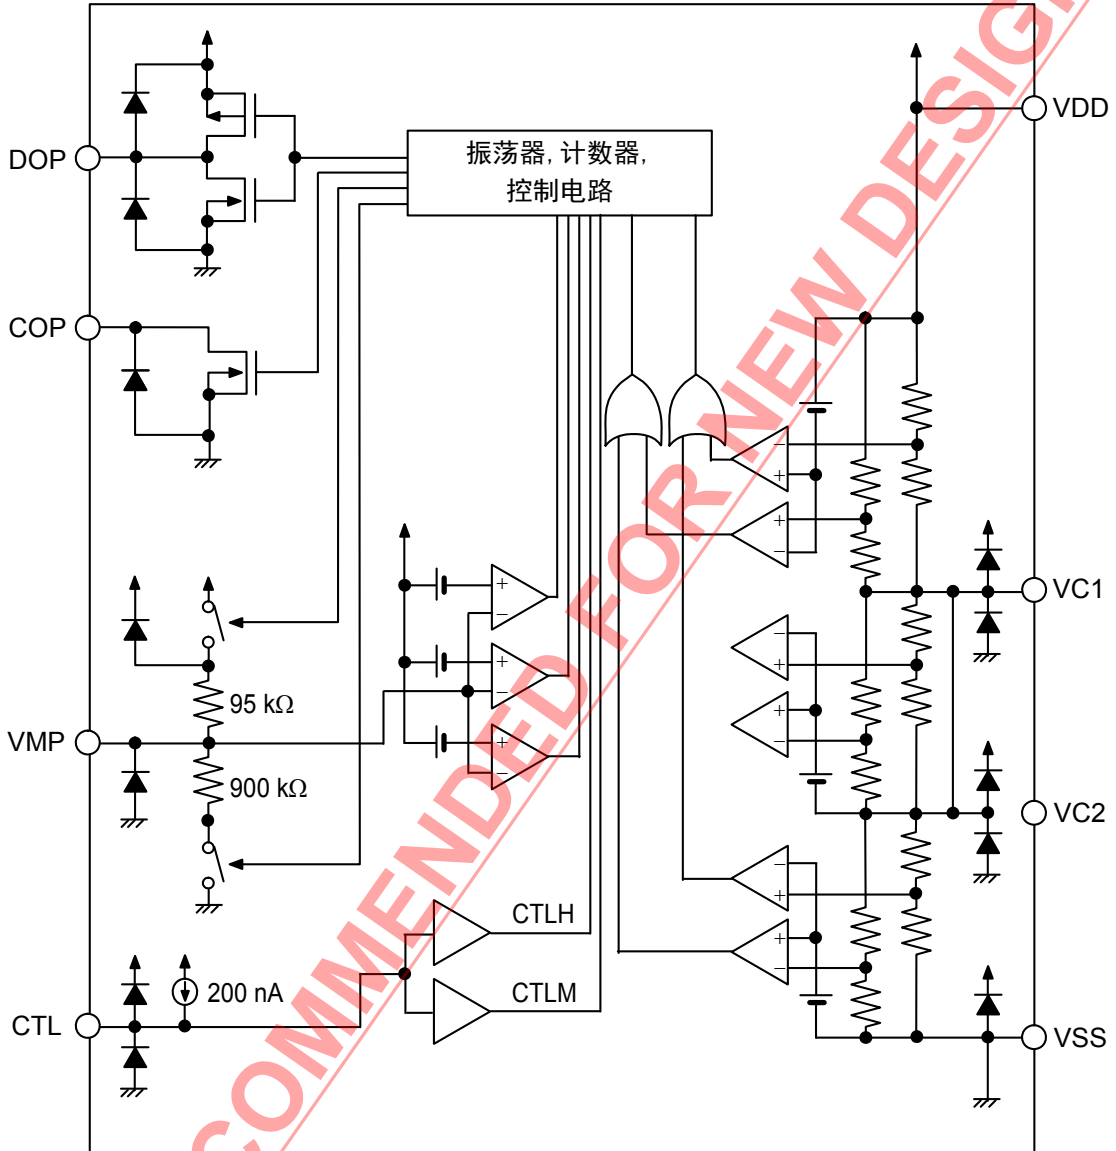 VDD
DOP
振荡器, 计数器,
控制电路
COP
VC1
95 kΩ
VMP
900 kΩ
VC2
CTLH
200 nA
CTLM
CTL
VSS
COMMENDED FOR NEW DESIGN